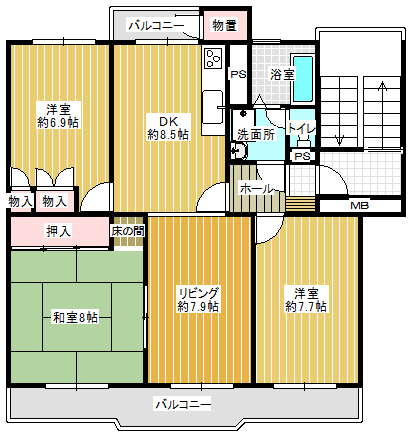 バルコニー
物置
PS
浴室
洋室
約6.9帖
DK
約8.5帖
洗面所
トイレ
PS
ホール
物入
物入
MB
押入
床の間
和室8帖
リビング
約7.9帖
洋室
約7.7帖
バルコニー